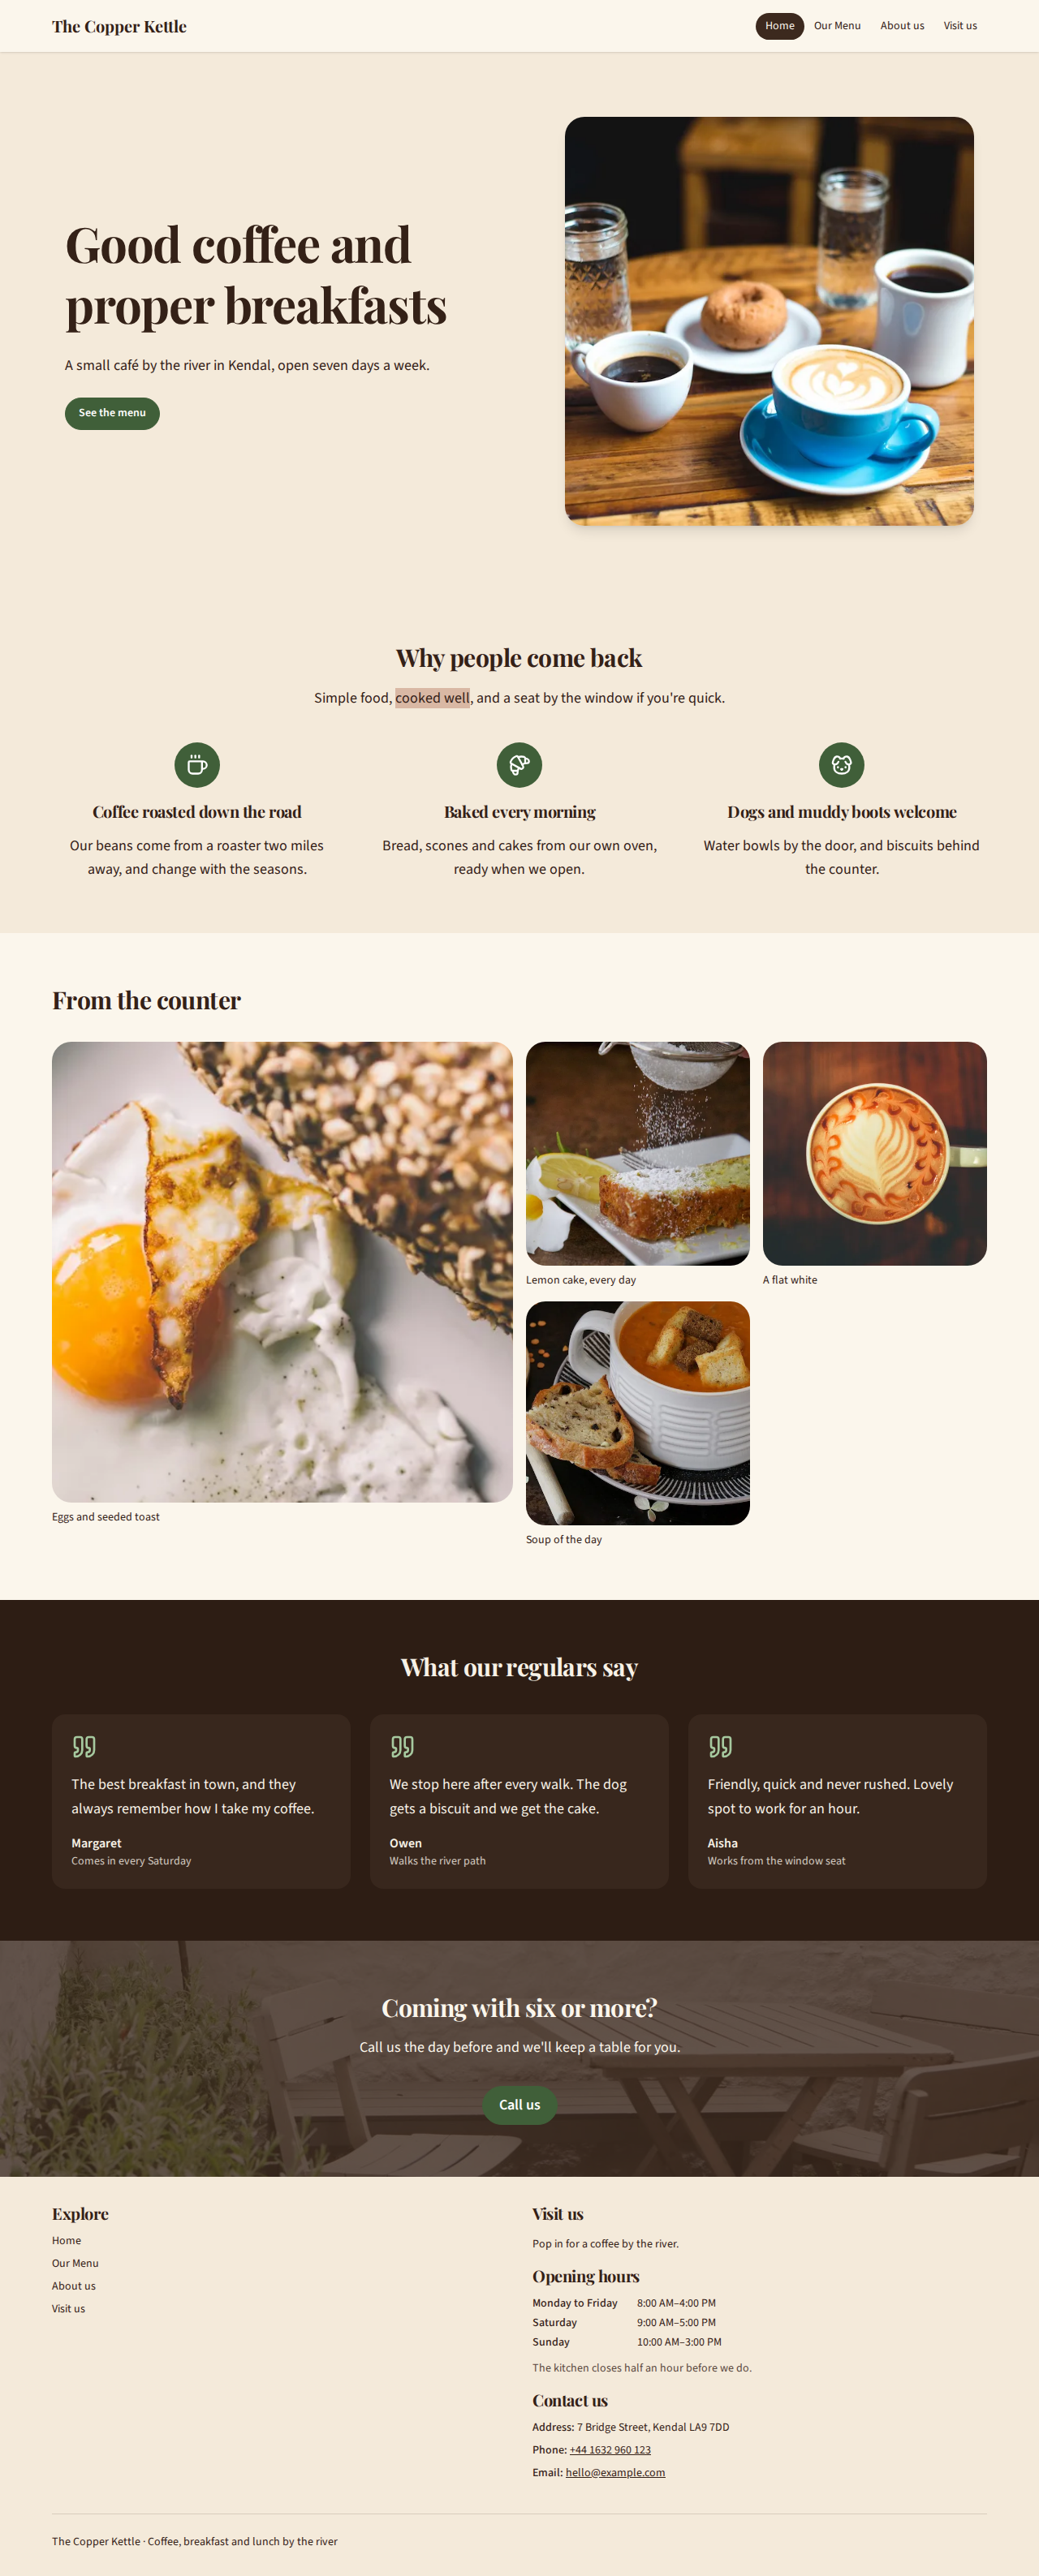 The Copper Kettle
Home
Our Menu
About us
Visit us
Good coffee and
proper breakfasts
A small café by the river in Kendal, open seven days a week.
See the menu
Why people come back
Simple food, cooked well, and a seat by the window if you're quick.
Coffee roasted down the road
Our beans come from a roaster two miles
away, and change with the seasons.
Baked every morning
Bread, scones and cakes from our own oven,
ready when we open.
Dogs and muddy boots welcome
Water bowls by the door, and biscuits behind
the counter.
From the counter
Eggs and seeded toast
Lemon cake, every day
A flat white
Soup of the day
What our regulars say
The best breakfast in town, and they
always remember how I take my coffee.
Margaret
Comes in every Saturday
We stop here after every walk. The dog
gets a biscuit and we get the cake.
Owen
Walks the river path
Friendly, quick and never rushed. Lovely
spot to work for an hour.
Aisha
Works from the window seat
Coming with six or more?
Call us the day before and we'll keep a table for you.
Call us
Explore
Home
Our Menu
About us
Visit us
Visit us
Pop in for a coffee by the river.
Opening hours
Monday to Friday 8:00 AM–4:00 PM
Saturday 9:00 AM–5:00 PM
Sunday 10:00 AM–3:00 PM
The kitchen closes half an hour before we do.
Contact us
Address: 7 Bridge Street, Kendal LA9 7DD
Phone: +44 1632 960 123
Email: hello@example.com
The Copper Kettle · Coffee, breakfast and lunch by the river